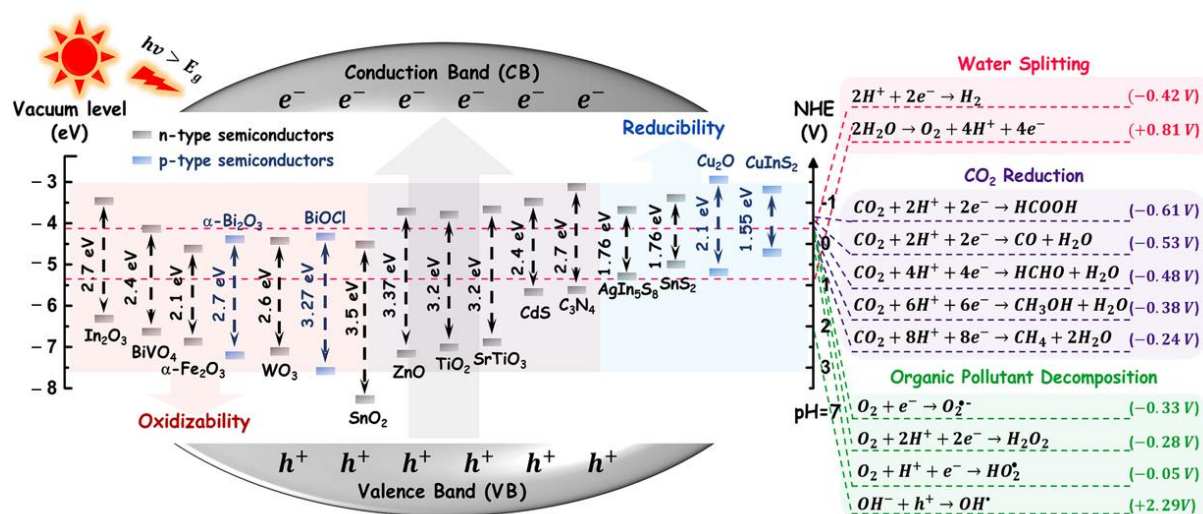 hν > E_g
Vacuum level
(eV)
Conduction Band (CB)
e⁻ e⁻ e⁻ e⁻ e⁻ e⁻
n-type semiconductors
p-type semiconductors
Reducibility
NHE
(V)
– 3
– 4
– 5
– 6
– 7
– 8
2.7 eV
In₂O₃
2.4 eV
BiVO₄
2.1 eV
α-Fe₂O₃
α-Bi₂O₃
2.7 eV
2.6 eV
WO₃
BiOCl
3.27 eV
3.5 eV
SnO₂
3.37 eV
ZnO
3.2 eV
TiO₂
3.2 eV
SrTiO₃
2.4 eV
CdS
2.7 eV
C₃N₄
1.76 eV
AgIn₅S₈
1.76 eV
SnS₂
Cu₂O
2.1 eV
CuInS₂
1.55 eV
-1
0
2
3
pH=7
Oxidizability
h⁺ h⁺ h⁺ h⁺ h⁺ h⁺
Valence Band (VB)
Water Splitting
2H⁺ + 2e⁻ → H₂ (−0.42 V)
2H₂O → O₂ + 4H⁺ + 4e⁻ (+0.81 V)
CO₂ Reduction
CO₂ + 2H⁺ + 2e⁻ → HCOOH (−0.61 V)
CO₂ + 2H⁺ + 2e⁻ → CO + H₂O (−0.53 V)
CO₂ + 4H⁺ + 4e⁻ → HCHO + H₂O (−0.48 V)
CO₂ + 6H⁺ + 6e⁻ → CH₃OH + H₂O (−0.38 V)
CO₂ + 8H⁺ + 8e⁻ → CH₄ + 2H₂O (−0.24 V)
Organic Pollutant Decomposition
O₂ + e⁻ → O₂•⁻ (−0.33 V)
O₂ + 2H⁺ + 2e⁻ → H₂O₂ (−0.28 V)
O₂ + H⁺ + e⁻ → HO₂• (−0.05 V)
OH⁻ + h⁺ → OH• (+2.29 V)